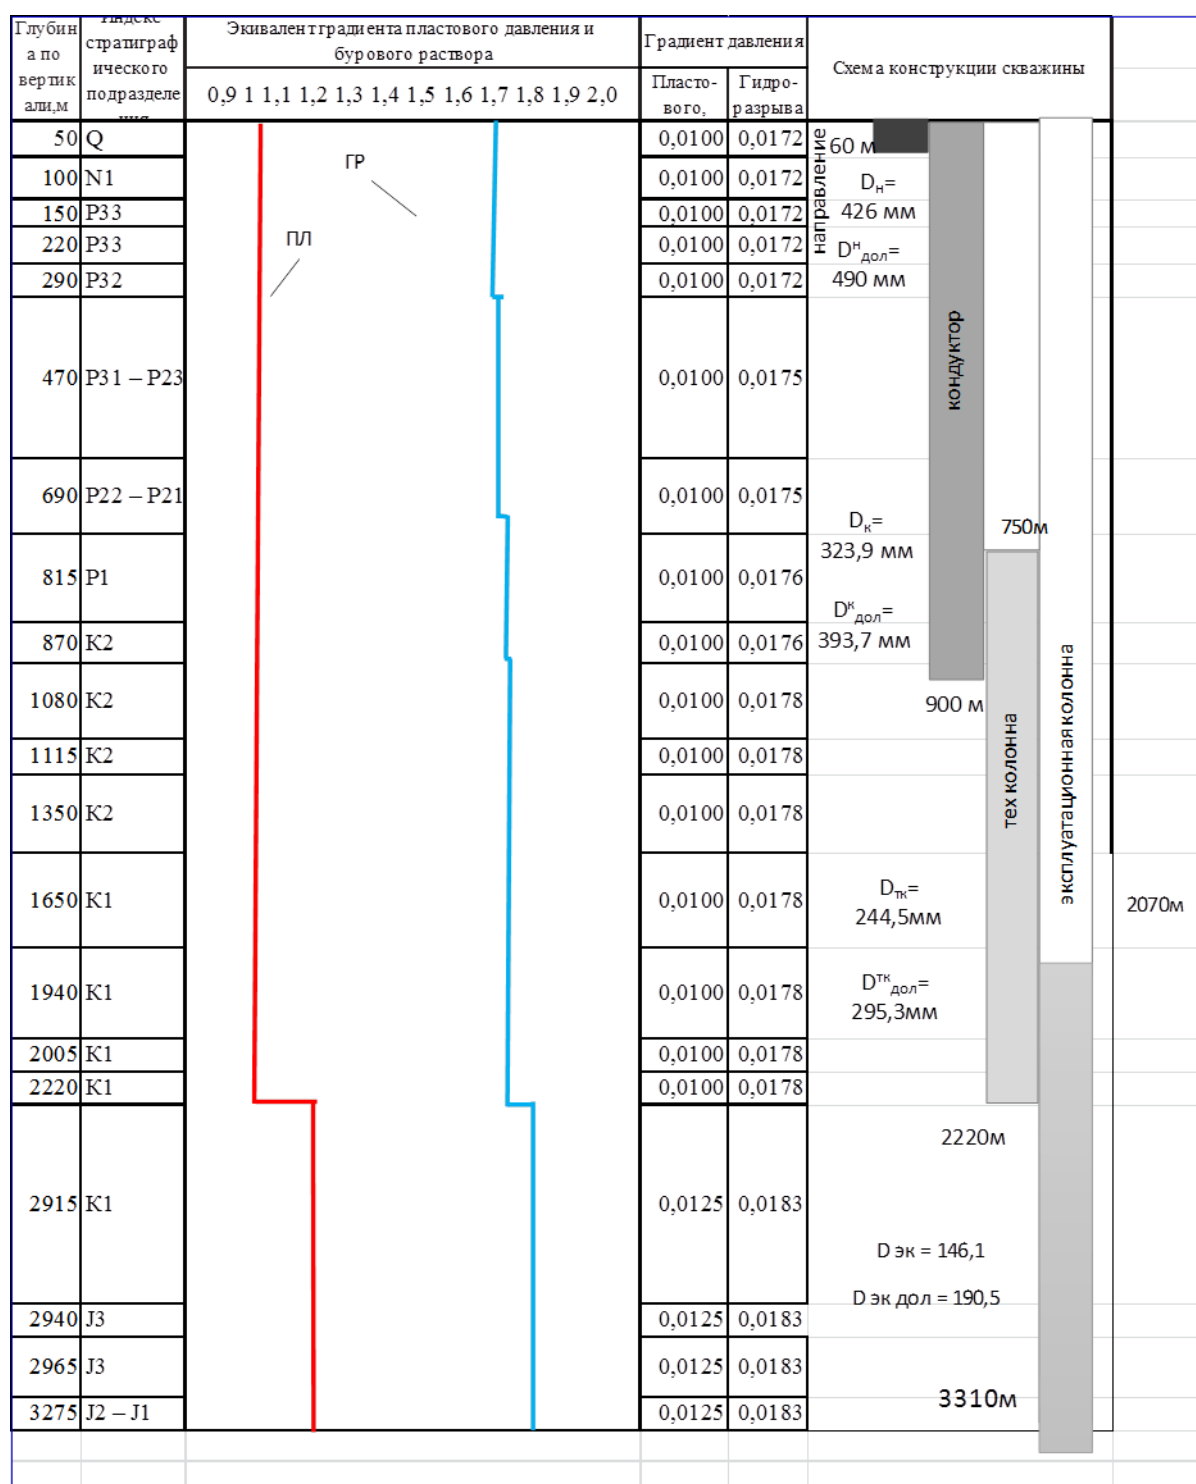 Глубин
а по
вертик
али,м
Индекс
стратиграф
ического
подразделе
ния
Эквивалент градиента пластового давления и
бурового раствора
0,9 1 1,1 1,2 1,3 1,4 1,5 1,6 1,7 1,8 1,9 2,0
Градиент давления
Пласто-
вого,
Гидро-
разрыва
Схема конструкции скважины
50 Q 0,0100 0,0172
100 N1 0,0100 0,0172
150 P33 0,0100 0,0172
220 P33 0,0100 0,0172
290 P32 0,0100 0,0172
470 P31 – P23 0,0100 0,0175
690 P22 – P21 0,0100 0,0175
815 P1 0,0100 0,0176
870 K2 0,0100 0,0176
1080 K2 0,0100 0,0178
1115 K2 0,0100 0,0178
1350 K2 0,0100 0,0178
1650 K1 0,0100 0,0178
1940 K1 0,0100 0,0178
2005 K1 0,0100 0,0178
2220 K1 0,0100 0,0178
2915 K1 0,0125 0,0183
2940 J3 0,0125 0,0183
2965 J3 0,0125 0,0183
3275 J2 – J1 0,0125 0,0183
ГР
ПЛ
направление
60 м
Dн=
426 мм
Dндол=
490 мм
кондуктор
Dк=
323,9 мм
Dкдол=
393,7 мм
900 м
750м
тех колонна
Dтк=
244,5мм
Dткдол=
295,3мм
2220м
эксплуатационная колонна
2070м
D эк = 146,1
D эк дол = 190,5
3310м